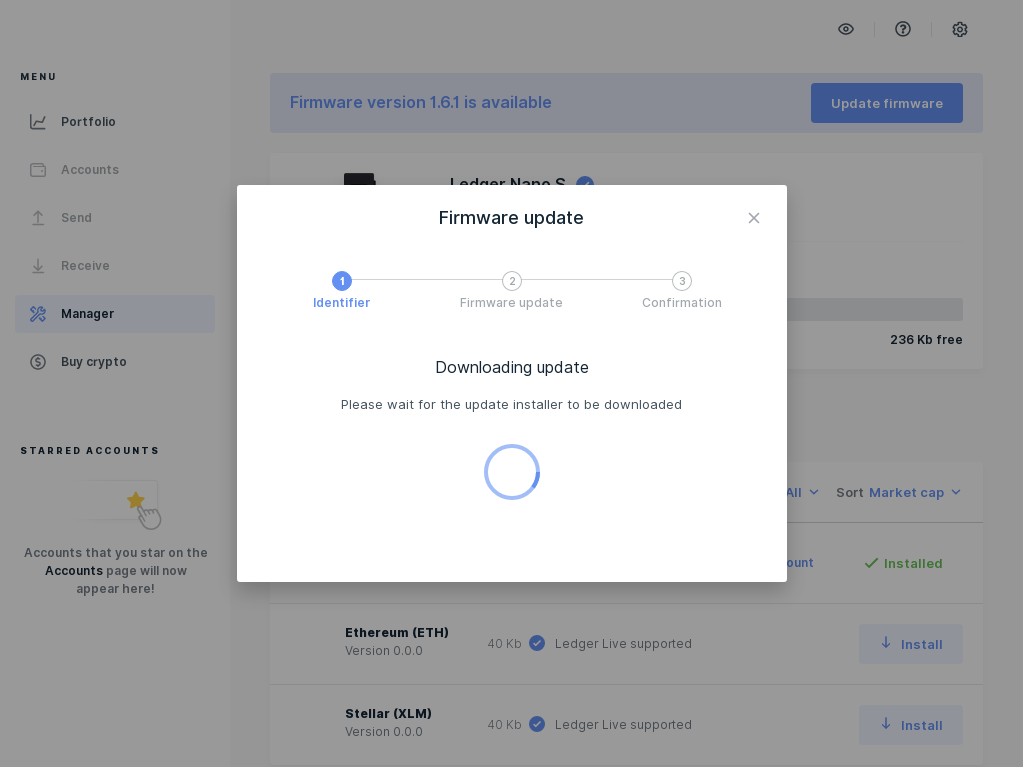 MENU
Portfolio
Accounts
Send
Receive
Manager
Buy crypto
STARRED ACCOUNTS
Accounts that you star on the
Accounts page will now
appear here!
Firmware version 1.6.1 is available
Update firmware
Ledger Nano S
236 Kb free
Firmware update
1
Identifier
2
Firmware update
3
Confirmation
Downloading update
Please wait for the update installer to be downloaded
All
Sort Market cap
Installed
Ethereum (ETH)
Version 0.0.0
40 Kb
Ledger Live supported
Install
Stellar (XLM)
Version 0.0.0
40 Kb
Ledger Live supported
Install